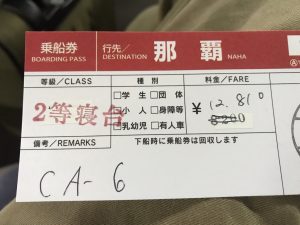 乗船券
BOARDING PASS
行先/
DESTINATION
那覇
NAHA
等級/CLASS
種別
料金/FARE
2等寝台
□学生 □団体
□小人 □身障等
□乳幼児 □有人車
¥ 12.810
8200
備考/REMARKS
下船時に乗船券は回収します
CA-6